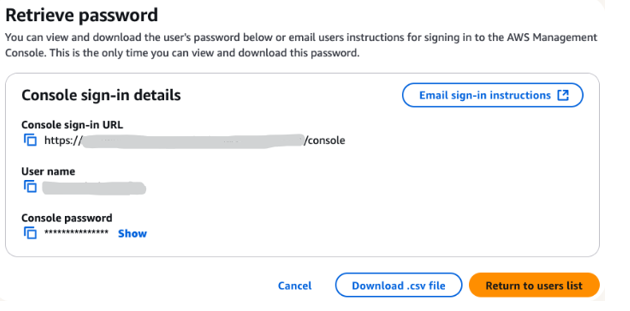 Retrieve password
You can view and download the user's password below or email users instructions for signing in to the AWS Management
Console. This is the only time you can view and download this password.
Console sign-in details
Email sign-in instructions
Console sign-in URL
https:// /console
User name
Console password
*************** Show
Cancel
Download .csv file
Return to users list